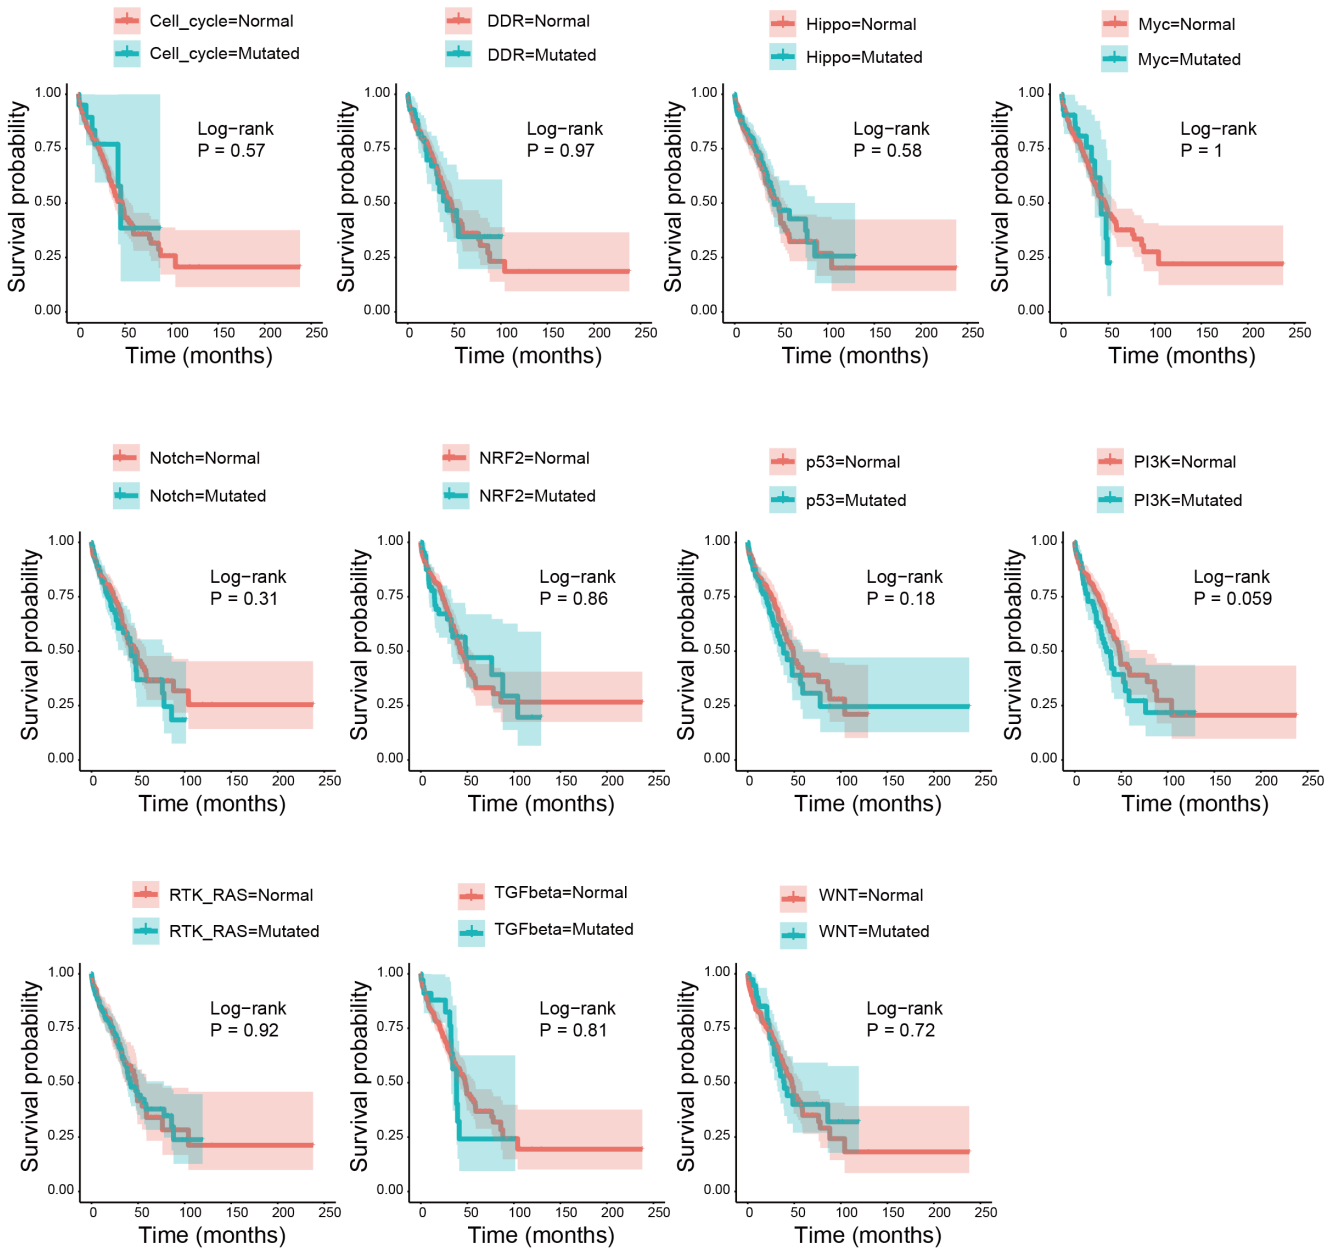 Cell_cycle=Normal
Cell_cycle=Mutated
Survival probability
1.00
0.75
0.50
0.25
0.00
Log−rank
P = 0.57
0 50 100 150 200 250
Time (months)
DDR=Normal
DDR=Mutated
Survival probability
1.00
0.75
0.50
0.25
0.00
Log−rank
P = 0.97
0 50 100 150 200 250
Time (months)
Hippo=Normal
Hippo=Mutated
Survival probability
1.00
0.75
0.50
0.25
0.00
Log−rank
P = 0.58
0 50 100 150 200 250
Time (months)
Myc=Normal
Myc=Mutated
Survival probability
1.00
0.75
0.50
0.25
0.00
Log−rank
P = 1
0 50 100 150 200 250
Time (months)
Notch=Normal
Notch=Mutated
Survival probability
1.00
0.75
0.50
0.25
0.00
Log−rank
P = 0.31
0 50 100 150 200 250
Time (months)
NRF2=Normal
NRF2=Mutated
Survival probability
1.00
0.75
0.50
0.25
0.00
Log−rank
P = 0.86
0 50 100 150 200 250
Time (months)
p53=Normal
p53=Mutated
Survival probability
1.00
0.75
0.50
0.25
0.00
Log−rank
P = 0.18
0 50 100 150 200 250
Time (months)
PI3K=Normal
PI3K=Mutated
Survival probability
1.00
0.75
0.50
0.25
0.00
Log−rank
P = 0.059
0 50 100 150 200 250
Time (months)
RTK_RAS=Normal
RTK_RAS=Mutated
Survival probability
1.00
0.75
0.50
0.25
0.00
Log−rank
P = 0.92
0 50 100 150 200 250
Time (months)
TGFbeta=Normal
TGFbeta=Mutated
Survival probability
1.00
0.75
0.50
0.25
0.00
Log−rank
P = 0.81
0 50 100 150 200 250
Time (months)
WNT=Normal
WNT=Mutated
Survival probability
1.00
0.75
0.50
0.25
0.00
Log−rank
P = 0.72
0 50 100 150 200 250
Time (months)